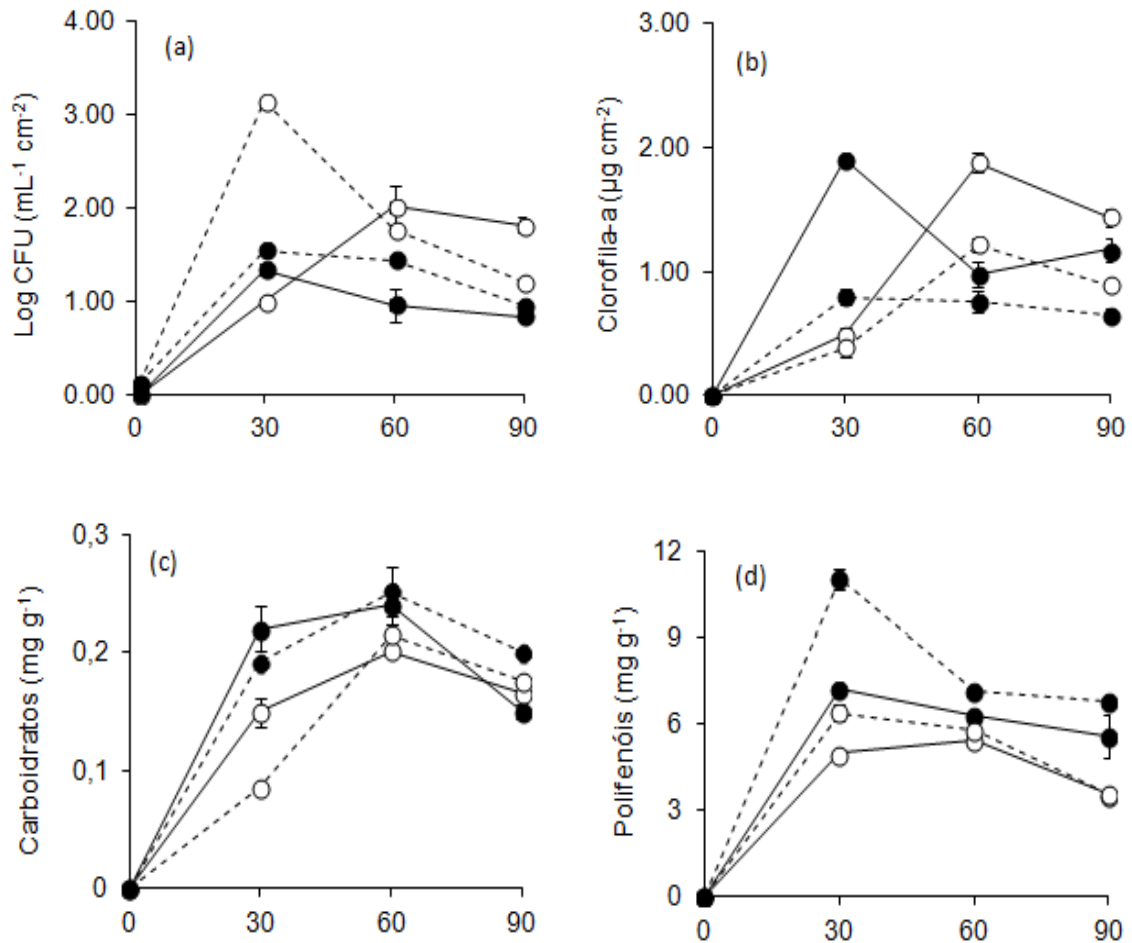 (a)
Log CFU (mL⁻¹ cm⁻²)
4.00
3.00
2.00
1.00
0.00
0 30 60 90
(b)
Clorofila-a (µg cm⁻²)
3.00
2.00
1.00
0.00
0 30 60 90
(c)
Carboidratos (mg g⁻¹)
0,3
0,2
0,1
0
0 30 60 90
(d)
Polifenóis (mg g⁻¹)
12
9
6
3
0
0 30 60 90